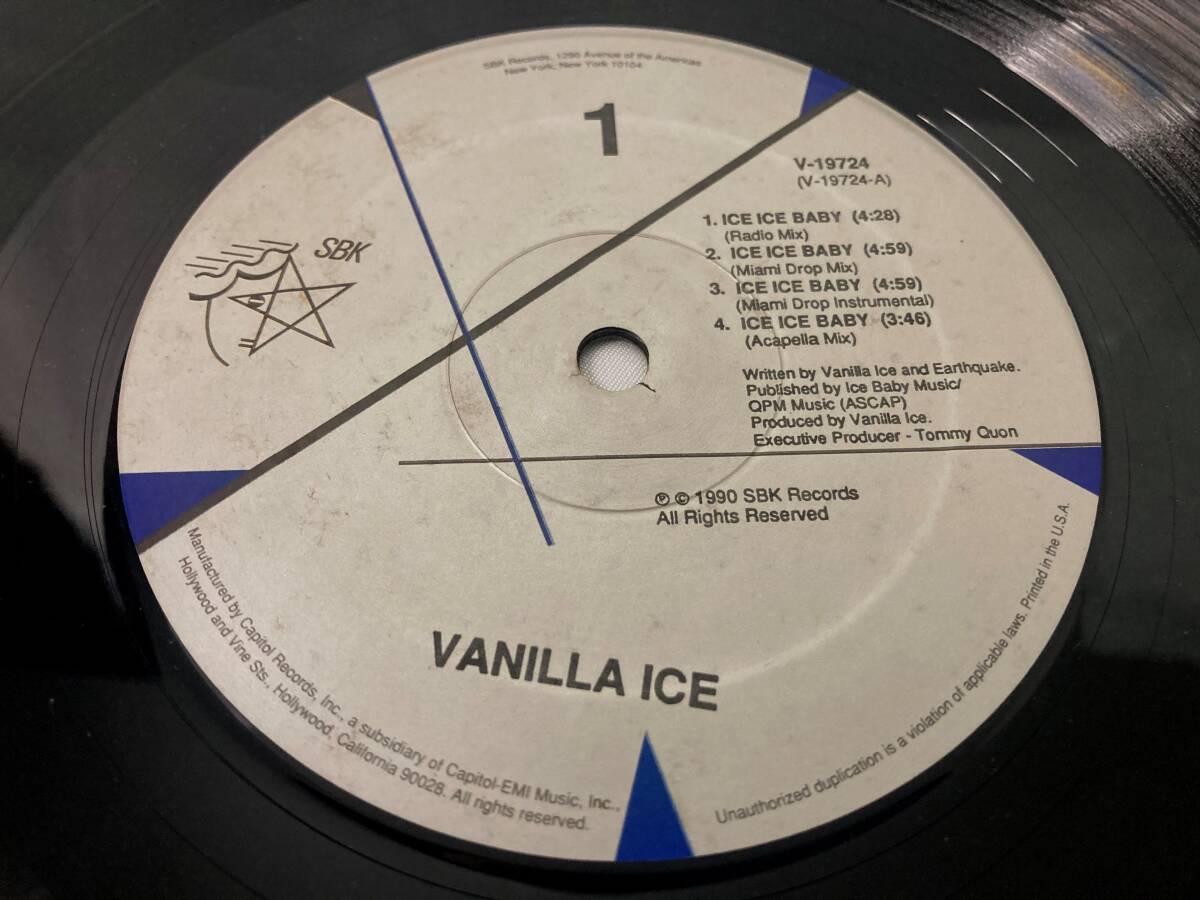 SBK Records, 1290 Avenue of the Americas
New York, New York 10104
1
V-19724
(V-19724-A)
SBK
1. ICE ICE BABY (4:28)
(Radio Mix)
2. ICE ICE BABY (4:59)
(Miami Drop Mix)
3. ICE ICE BABY (4:59)
(Miami Drop Instrumental)
4. ICE ICE BABY (3:46)
(Acapella Mix)
Written by Vanilla Ice and Earthquake.
Published by Ice Baby Music/
QPM Music (ASCAP)
Produced by Vanilla Ice.
Executive Producer - Tommy Quon
℗ © 1990 SBK Records
All Rights Reserved
VANILLA ICE
Manufactured by Capitol Records, Inc., a subsidiary of Capitol-EMI Music, Inc.,
Hollywood and Vine Sts., Hollywood, California 90028. All rights reserved.
Unauthorized duplication is a violation of applicable laws. Printed in the U.S.A.